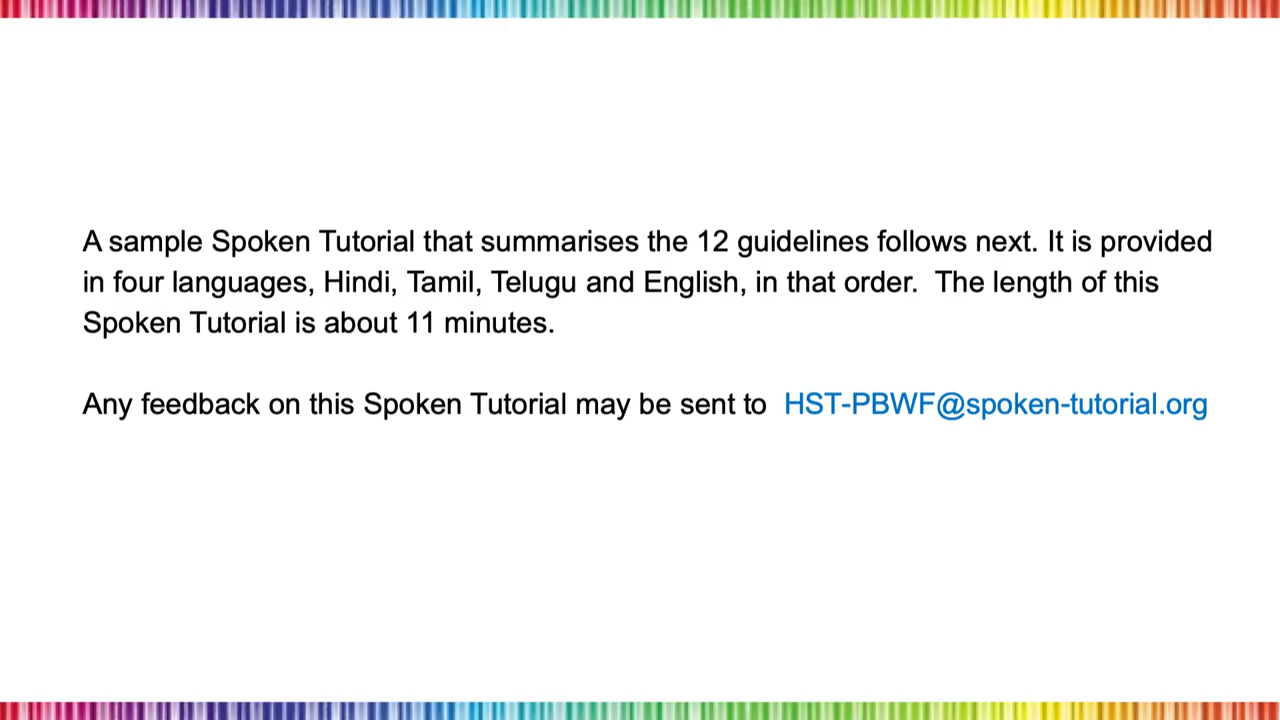 A sample Spoken Tutorial that summarises the 12 guidelines follows next. It is provided
in four languages, Hindi, Tamil, Telugu and English, in that order.  The length of this
Spoken Tutorial is about 11 minutes.
Any feedback on this Spoken Tutorial may be sent to  HST-PBWF@spoken-tutorial.org